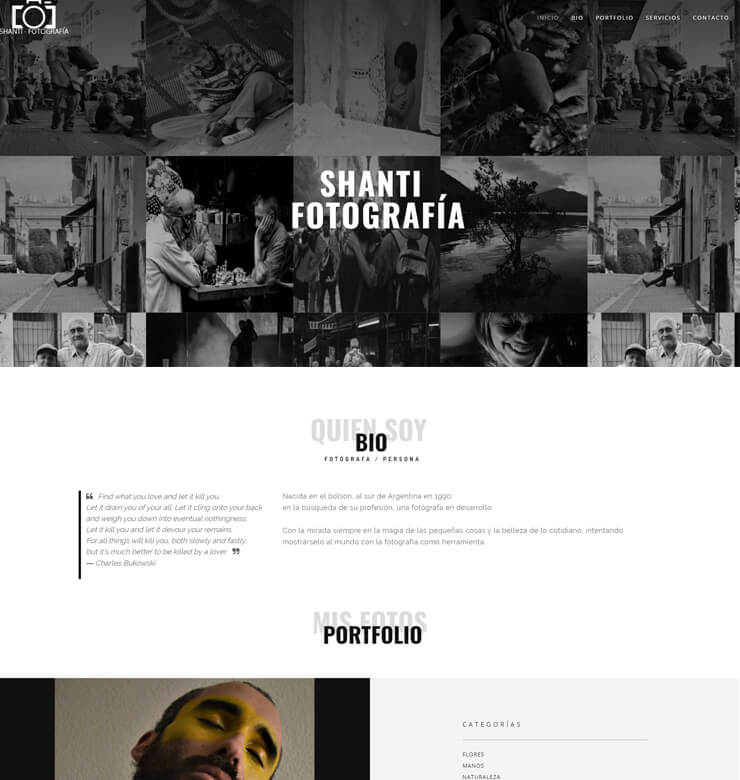 SHANTI - FOTOGRAFÍA
INICIO BIO PORTFOLIO SERVICIOS CONTACTO
SHANTI
FOTOGRAFÍA
QUIEN SOY
BIO
FOTÓGRAFA / PERSONA
❝ Find what you love and let it kill you.
Let it drain you of your all. Let it cling onto your back
and weigh you down into eventual nothingness.
Let it kill you and let it devour your remains.
For all things will kill you, both slowly and fastly,
but it's much better to be killed by a lover. ❞
— Charles Bukowski
Nacida en el bolson, al sur de Argentina en 1990;
en la búsqueda de su profesión, una fotógrafa en desarrollo.
Con la mirada siempre en la magia de las pequeñas cosas y la belleza de lo cotidiano, intentando
mostrárselo al mundo con la fotografía como herramienta.
MIS FOTOS
PORTFOLIO
CATEGORÍAS
FLORES
MANOS
NATURALEZA